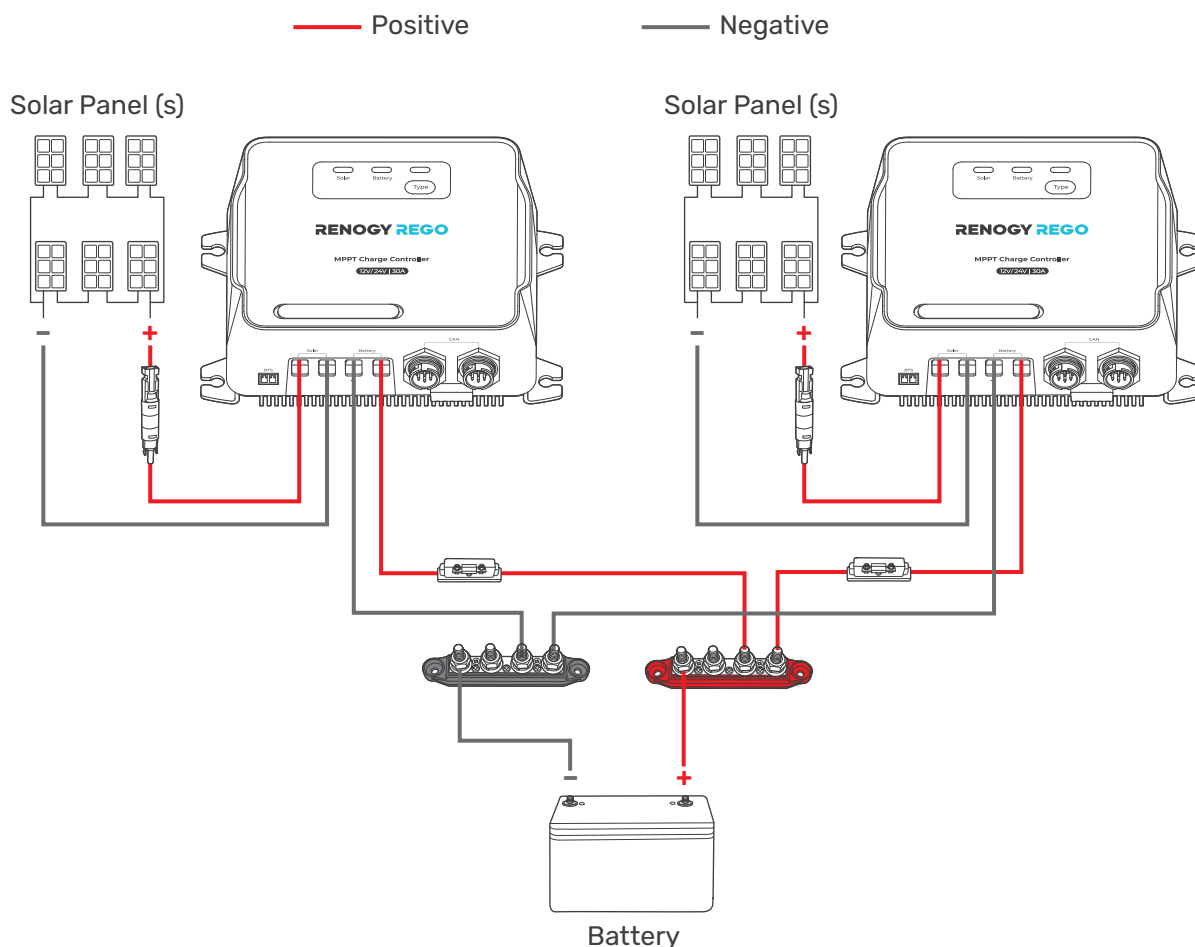 Positive
Negative
Solar Panel (s)
Solar Panel (s)
Solar Battery
Type
RENOGY REGO
MPPT Charge Controller
12V/24V | 30A
CAN
Solar Battery
BTS
Solar Battery
Type
RENOGY REGO
MPPT Charge Controller
12V/24V | 30A
CAN
Solar Battery
BTS
− +
− +
− +
Battery